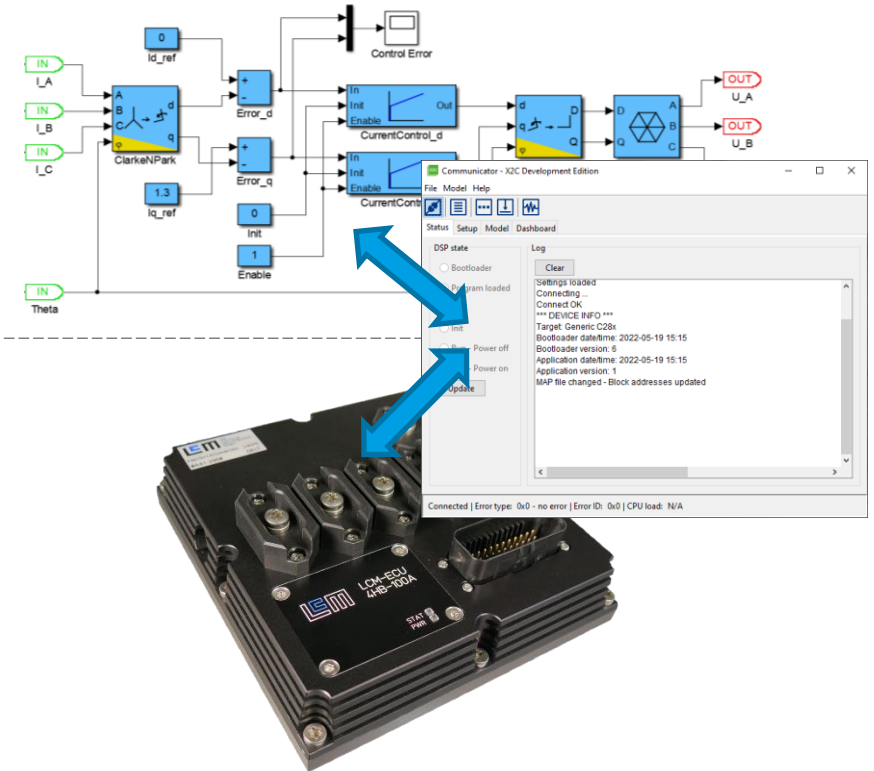 0
Id_ref
Control Error
IN
I_A
IN
I_B
IN
I_C
A
B
C
φ
d
q
ClarkeNPark
+
-
Error_d
+
-
Error_q
In
Init
Enable
Out
CurrentControl_d
In
Init
Enable
CurrentContr
d
q
φ
D
Q
D
Q
A
B
C
OUT
U_A
OUT
U_B
1.3
Iq_ref
0
Init
1
Enable
IN
Theta
Communicator - X2C Development Edition
File Model Help
Status Setup Model Dashboard
DSP state
Bootloader
Program loaded
Init
Run - Power off
- Power on
Update
Log
Clear
Settings loaded
Connecting ...
Connect OK
*** DEVICE INFO ***
Target: Generic C28x
Bootloader date/time: 2022-05-19 15:15
Bootloader version: 6
Application date/time: 2022-05-19 15:15
Application version: 1
MAP file changed - Block addresses updated
Connected | Error type: 0x0 - no error | Error ID: 0x0 | CPU load: N/A
LCM
LCM
LCM-ECU
4HB-100A
STAT
PWR